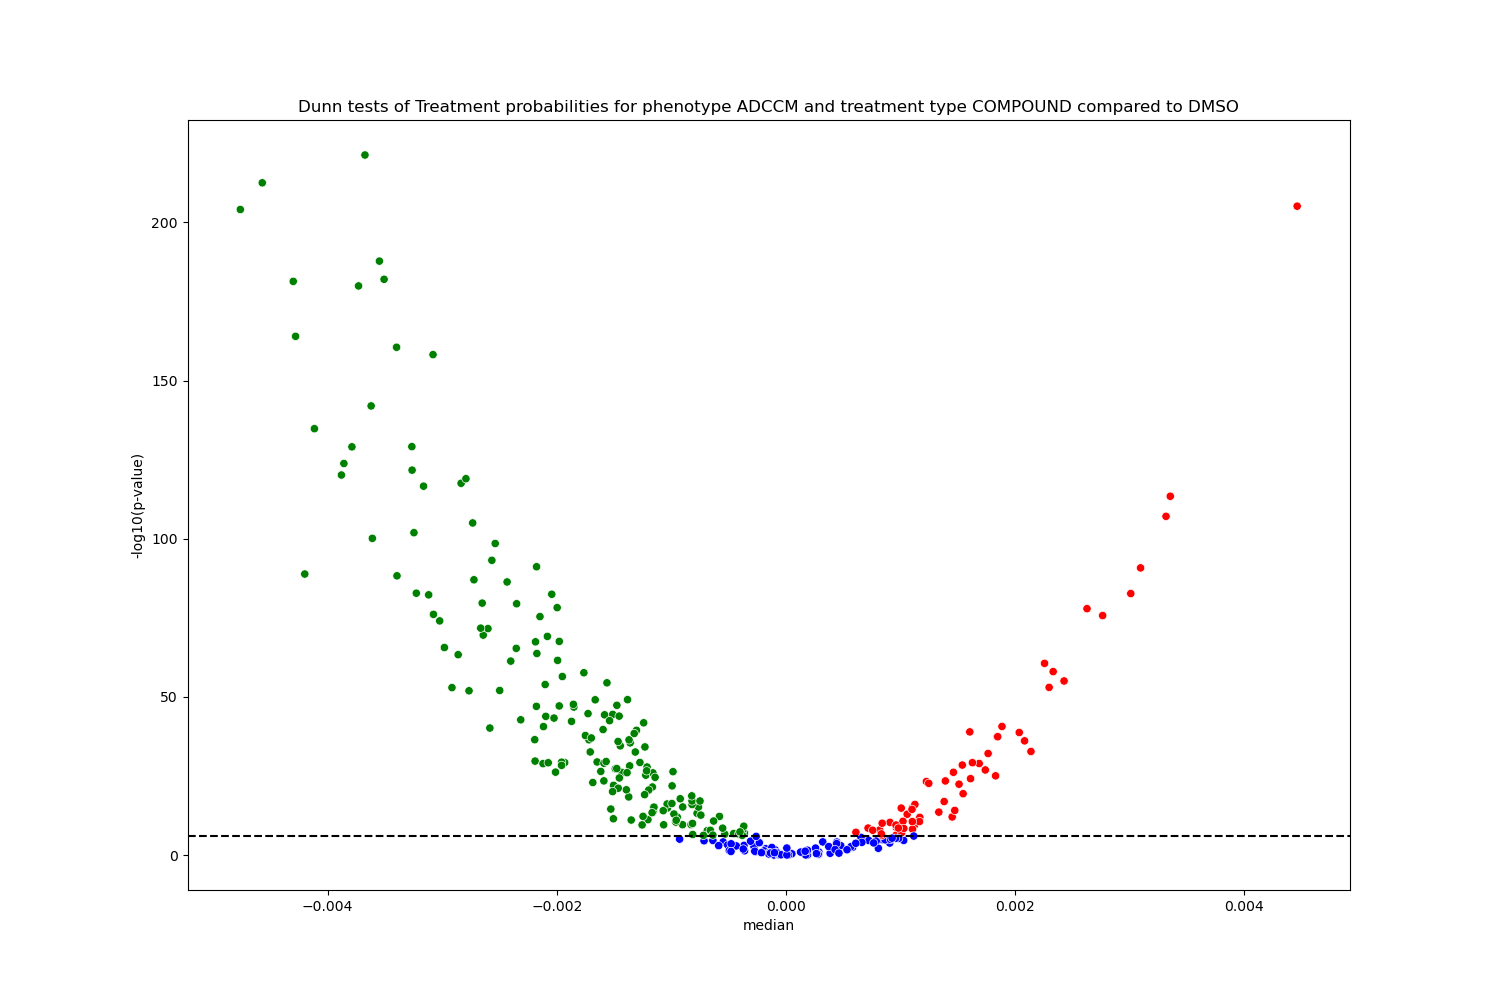 Dunn tests of Treatment probabilities for phenotype ADCCM and treatment type COMPOUND compared to DMSO
200
150
100
50
0
-log10(p-value)
−0.004 −0.002 0.000 0.002 0.004
median